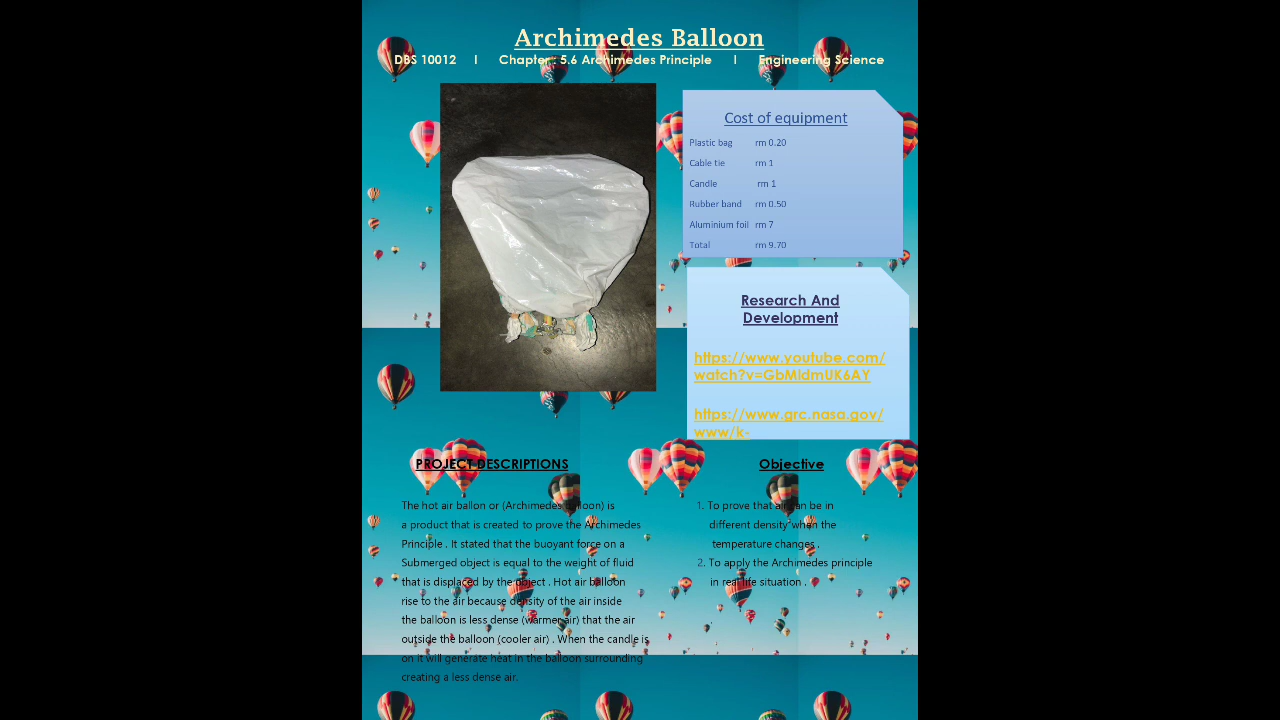 Archimedes Balloon
DBS 10012 I Chapter : 5.6 Archimedes Principle I Engineering Science
Cost of equipment
Plastic bag rm 0.20
Cable tie rm 1
Candle rm 1
Rubber band rm 0.50
Aluminium foil rm 7
Total rm 9.70
Research And
Development
https://www.youtube.com/
watch?v=GbMldmUK6AY
https://www.grc.nasa.gov/
www/k-
PROJECT DESCRIPTIONS
The hot air ballon or (Archimedes balloon) is
a product that is created to prove the Archimedes
Principle . It stated that the buoyant force on a
Submerged object is equal to the weight of fluid
that is displaced by the object . Hot air balloon
rise to the air because density of the air inside
the balloon is less dense (warmer air) that the air
outside the balloon (cooler air) . When the candle is
on it will generate heat in the balloon surrounding
creating a less dense air.
Objective
1. To prove that air can be in
different density when the
temperature changes .
2. To apply the Archimedes principle
in real life situation .